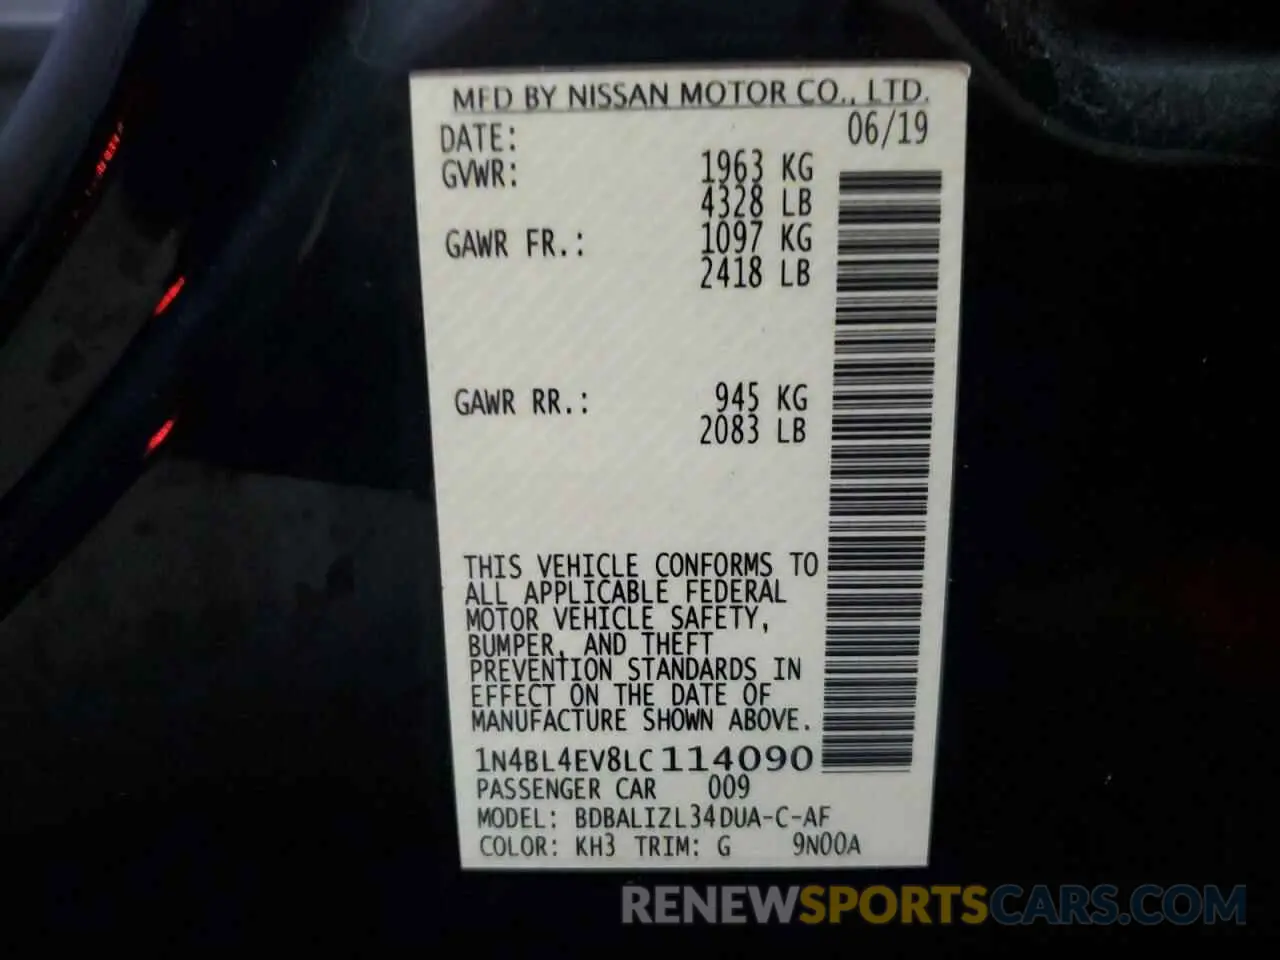 MFD BY NISSAN MOTOR CO., LTD.
DATE: 06/19
GVWR: 1963 KG
4328 LB
GAWR FR.: 1097 KG
2418 LB
GAWR RR.: 945 KG
2083 LB
THIS VEHICLE CONFORMS TO
ALL APPLICABLE FEDERAL
MOTOR VEHICLE SAFETY,
BUMPER, AND THEFT
PREVENTION STANDARDS IN
EFFECT ON THE DATE OF
MANUFACTURE SHOWN ABOVE.
1N4BL4EV8LC114090
PASSENGER CAR 009
MODEL: BDBALIZL34DUA-C-AF
COLOR: KH3 TRIM: G 9N00A
RENEWSPORTSCARS.COM